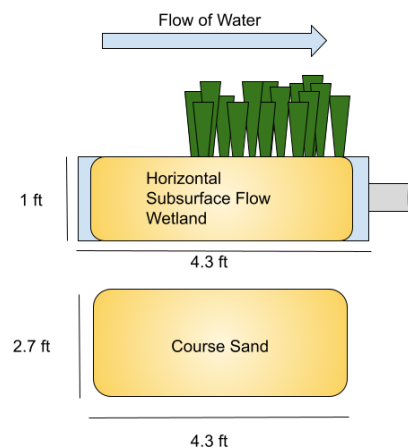 Flow of Water
Horizontal
Subsurface Flow
Wetland
1 ft
4.3 ft
2.7 ft
Course Sand
4.3 ft